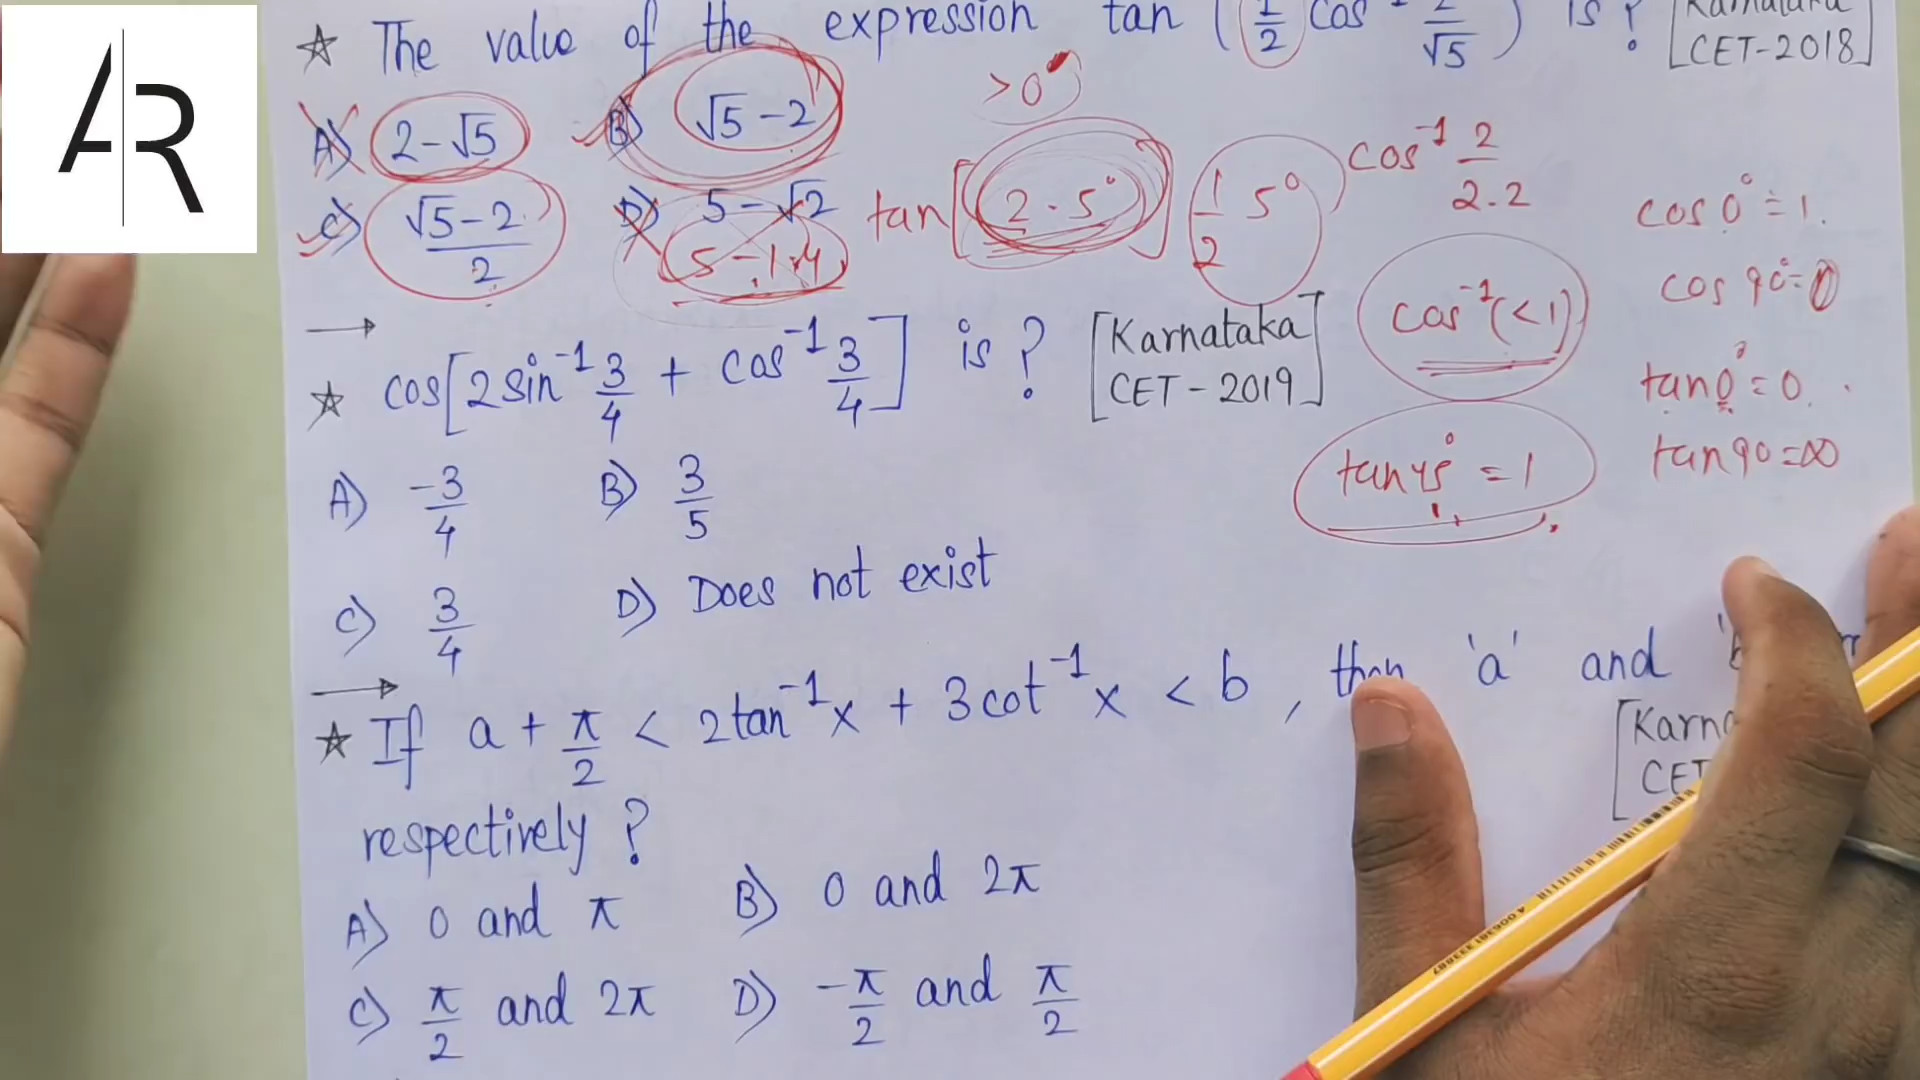 AR
☆ The value of the expression tan (1/2 cos⁻¹ 2/√5) is? [Karnataka CET-2018]
A) 2-√5 B) √5-2
>0°
C) √5-2/2 D) 5-√2
5-1.4
tan[2.5°]
1/2 5°
cos⁻¹ 2/2.2
cos⁻¹(<1)
tan 45° = 1
cos 0° = 1.
cos 90° = 0
tan 0° = 0.
tan 90 = ∞
☆ cos[2 sin⁻¹ 3/4 + cos⁻¹ 3/4] is? [Karnataka CET-2019]
A) -3/4 B) 3/5
C) 3/4 D) Does not exist
☆ If a + π/2 < 2tan⁻¹x + 3cot⁻¹x < b, then 'a' and
respectively?
A) 0 and π B) 0 and 2π
C) π/2 and 2π D) -π/2 and π/2